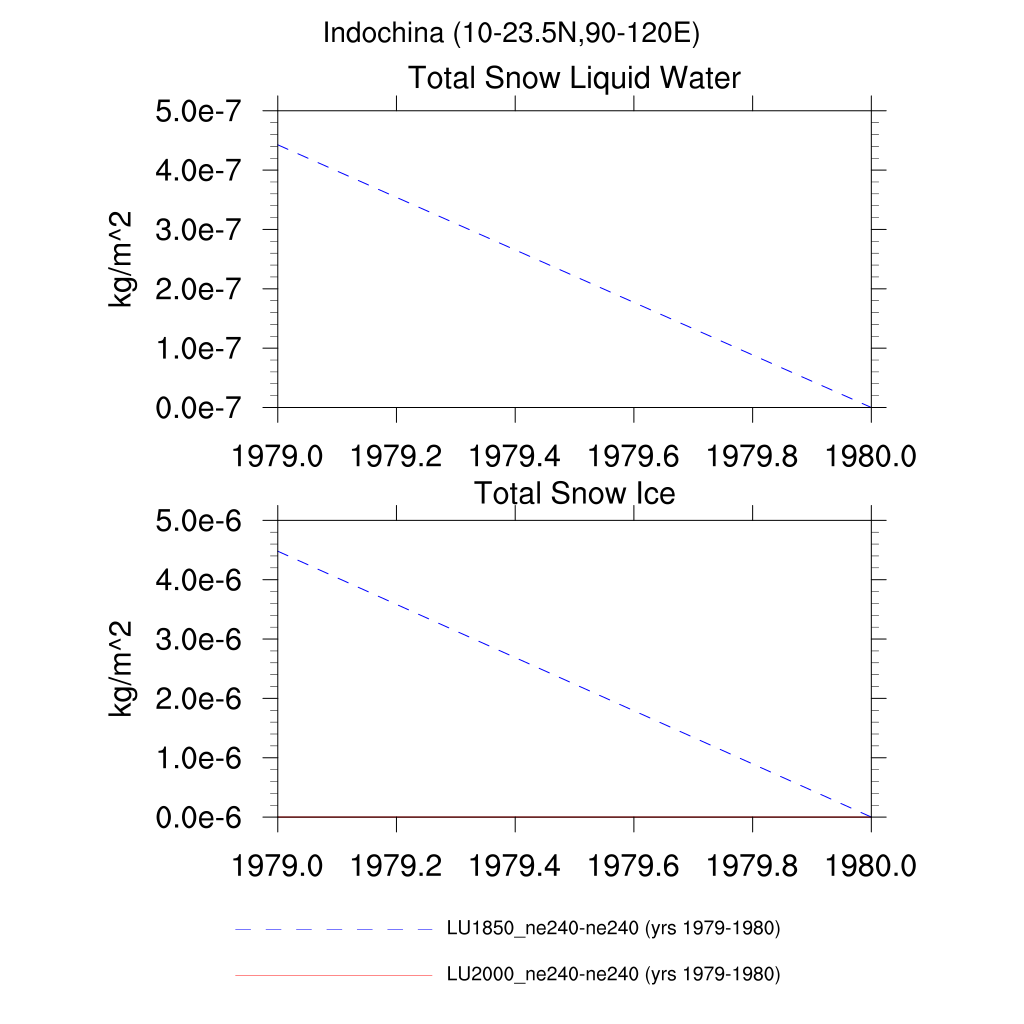 Indochina (10-23.5N,90-120E)
Total Snow Liquid Water
5.0e-7
4.0e-7
3.0e-7
2.0e-7
1.0e-7
0.0e-7
kg/m^2
1979.0 1979.2 1979.4 1979.6 1979.8 1980.0
Total Snow Ice
5.0e-6
4.0e-6
3.0e-6
2.0e-6
1.0e-6
0.0e-6
kg/m^2
1979.0 1979.2 1979.4 1979.6 1979.8 1980.0
LU1850_ne240-ne240 (yrs 1979-1980)
LU2000_ne240-ne240 (yrs 1979-1980)